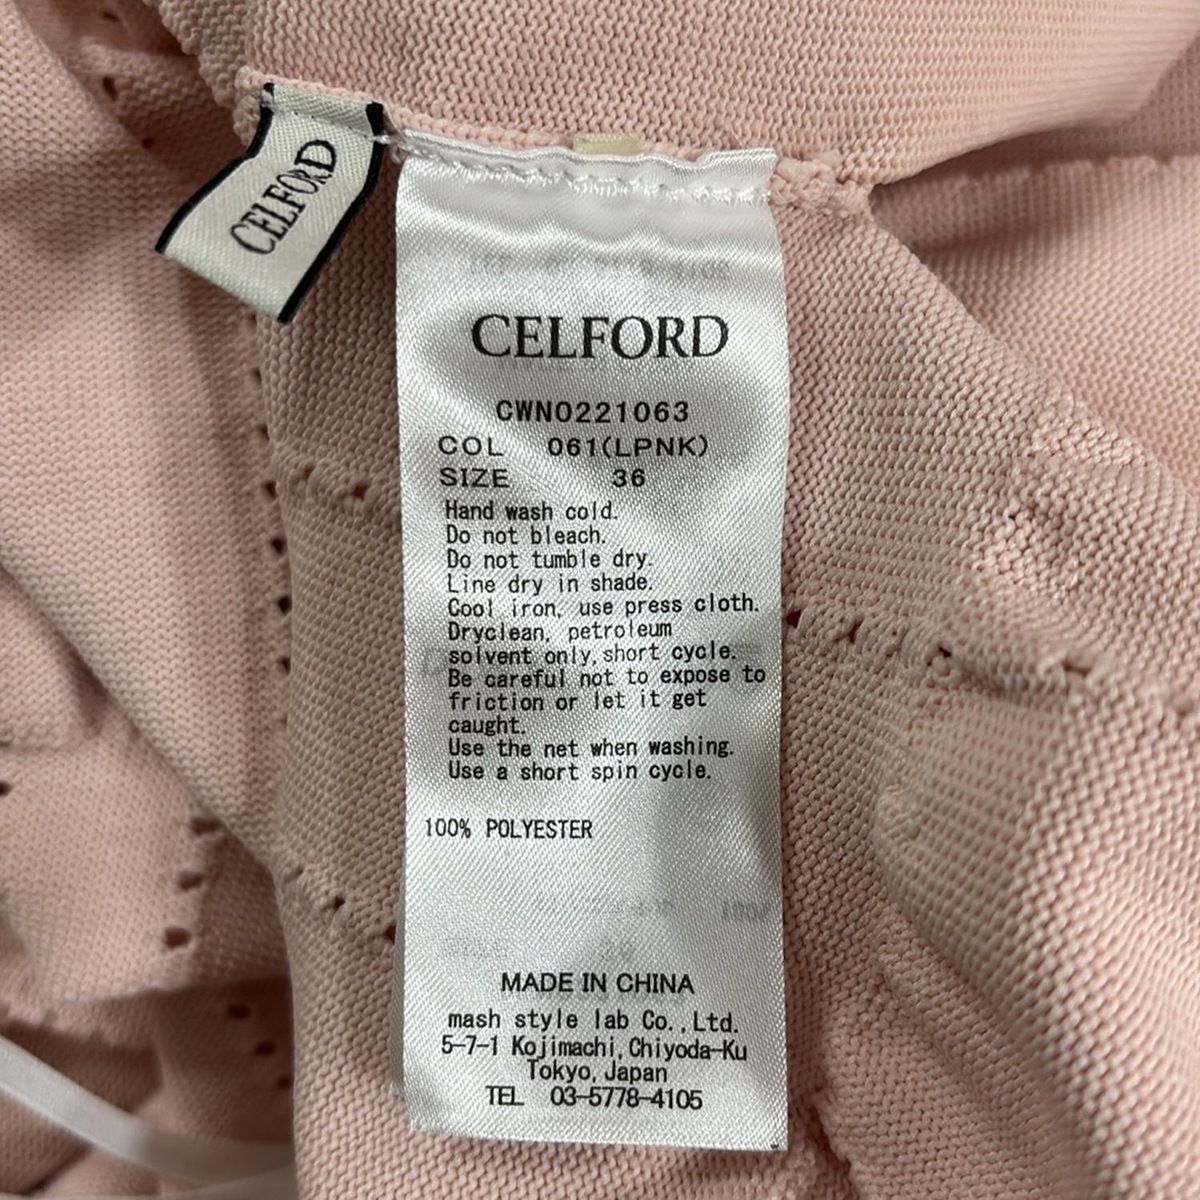 CELFORD
CELFORD
CWNO221063
COL 061(LPNK)
SIZE 36
Hand wash cold.
Do not bleach.
Do not tumble dry.
Line dry in shade.
Cool iron, use press cloth.
Dryclean, petroleum
solvent only,short cycle.
Be careful not to expose to
friction or let it get
caught.
Use the net when washing.
Use a short spin cycle.
100% POLYESTER
MADE IN CHINA
mash style lab Co.,Ltd.
5-7-1 Kojimachi,Chiyoda-Ku
Tokyo,Japan
TEL 03-5778-4105